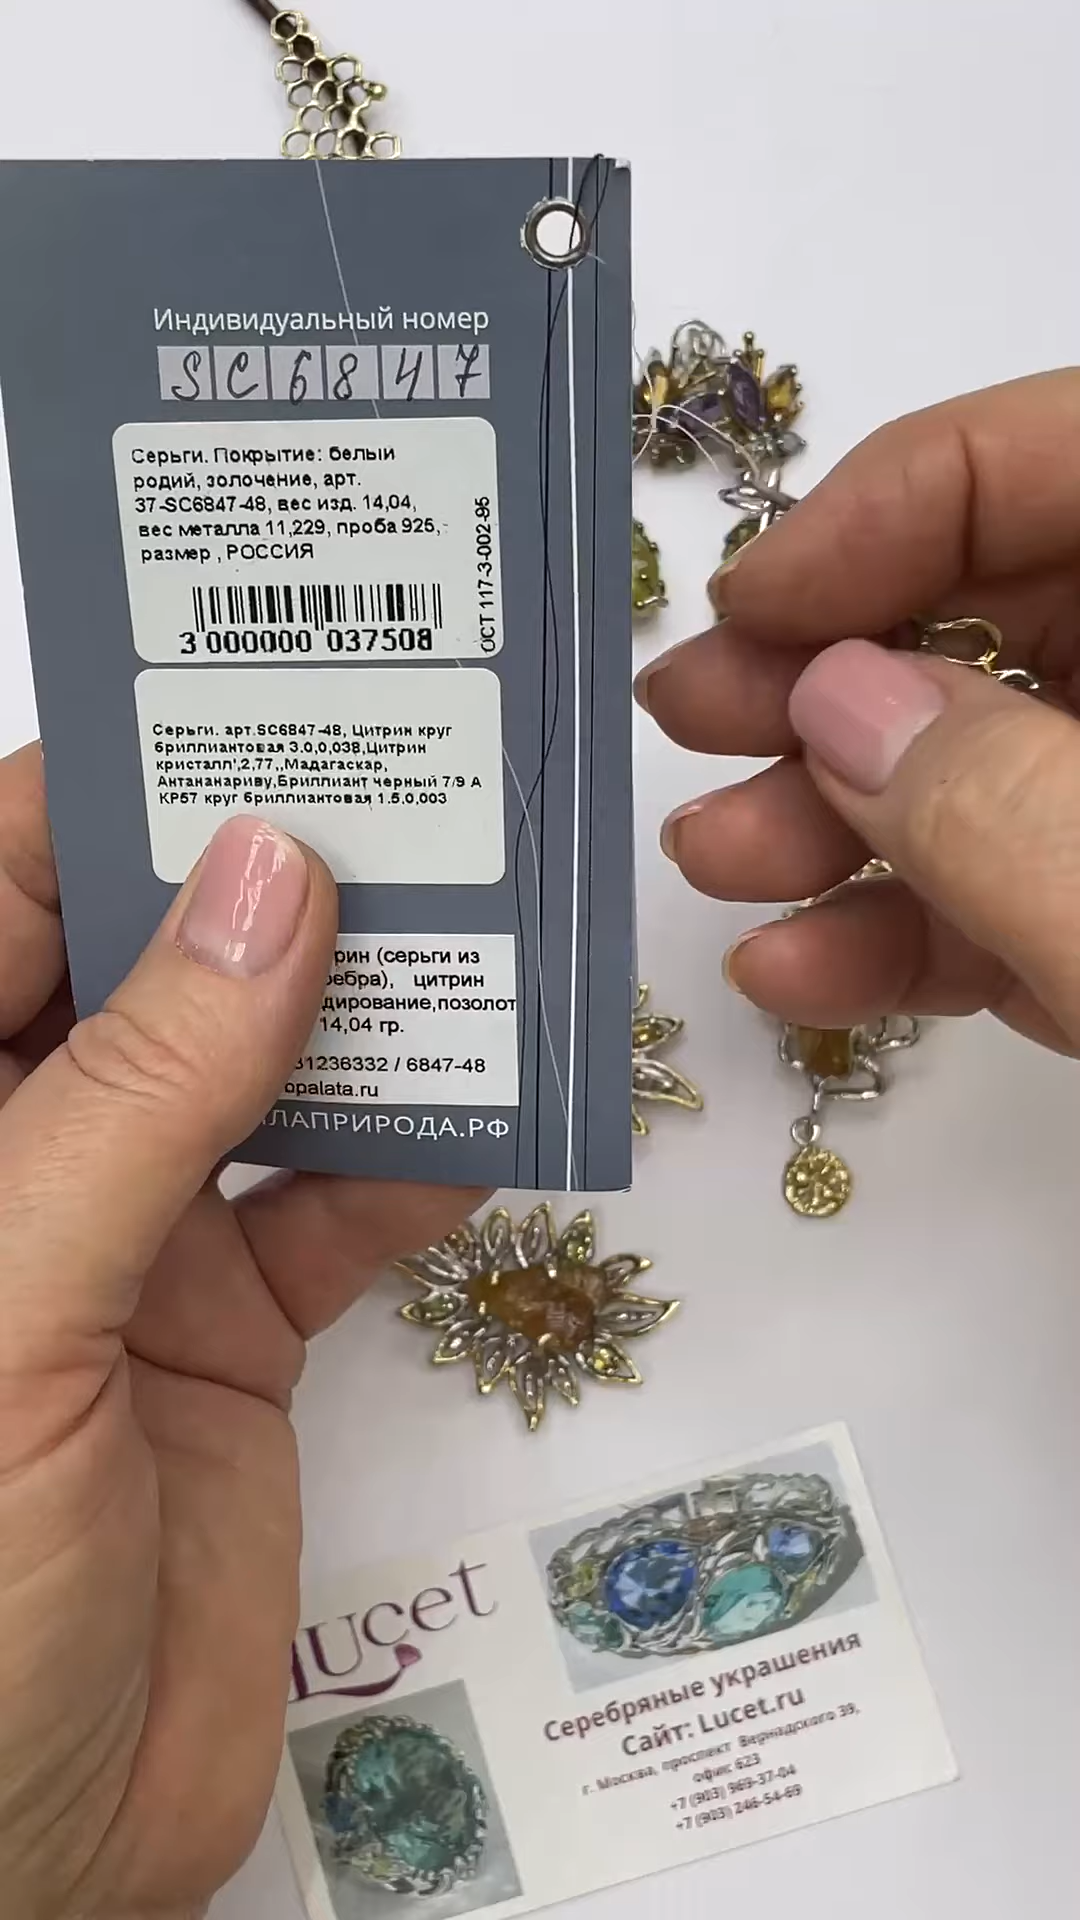 Индивидуальный номер
SC6847
Серьги. Покрытие: белый
родий, золочение, арт.
37-SC6847-48, вес изд. 14,04,
вес металла 11,229, проба 925,
размер , РОССИЯ
ОСТ 117-3-002-95
3 000000 037508
Серьги. арт.SC6847-48, Цитрин круг
бриллиантовая 3.0,0,038,Цитрин
кристалл',2,77,,Мадагаскар,
Антананариву,Бриллиант черный 7/9 А
КР57 круг бриллиантовая 1.5,0,003
рин (серьги из
ребра), цитрин
дирование,позолот
14,04 гр.
31236332 / 6847-48
opalata.ru
ЛАПРИРОДА.РФ
Lucet
Серебряные украшения
Сайт: Lucet.ru
г. Москва, проспект Вернадского 39,
офис 623
+7 (903) 969-37-04
+7 (903) 246-54-69